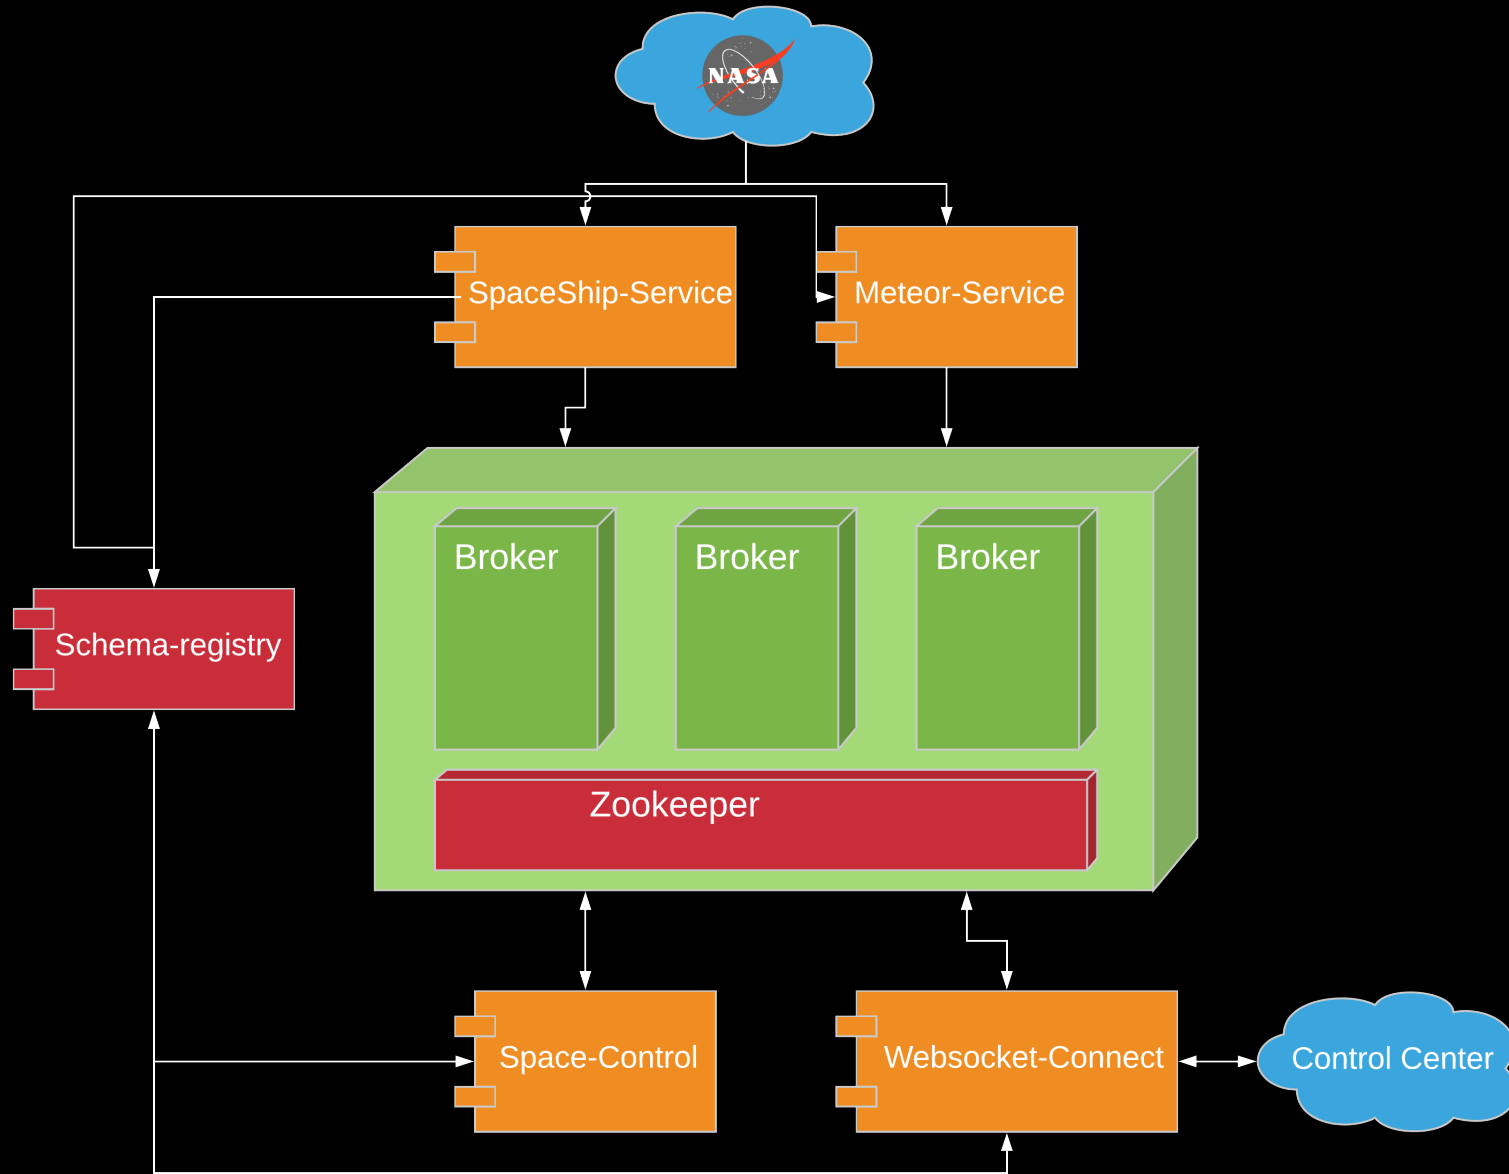 NASA
SpaceShip-Service
Meteor-Service
Broker
Broker
Broker
Schema-registry
Zookeeper
Space-Control
Websocket-Connect
Control Center